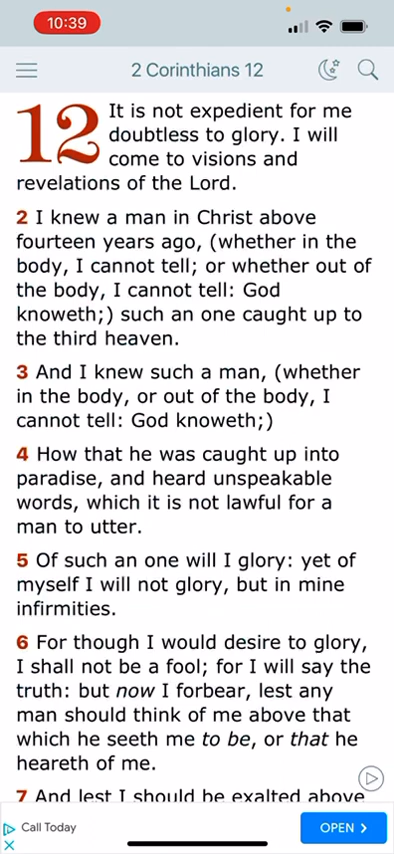 10:39
2 Corinthians 12
12 It is not expedient for me
doubtless to glory. I will
come to visions and
revelations of the Lord.
2 I knew a man in Christ above
fourteen years ago, (whether in the
body, I cannot tell; or whether out of
the body, I cannot tell: God
knoweth;) such an one caught up to
the third heaven.
3 And I knew such a man, (whether
in the body, or out of the body, I
cannot tell: God knoweth;)
4 How that he was caught up into
paradise, and heard unspeakable
words, which it is not lawful for a
man to utter.
5 Of such an one will I glory: yet of
myself I will not glory, but in mine
infirmities.
6 For though I would desire to glory,
I shall not be a fool; for I will say the
truth: but now I forbear, lest any
man should think of me above that
which he seeth me to be, or that he
heareth of me.
7 And lest I should be exalted above
Call Today
OPEN